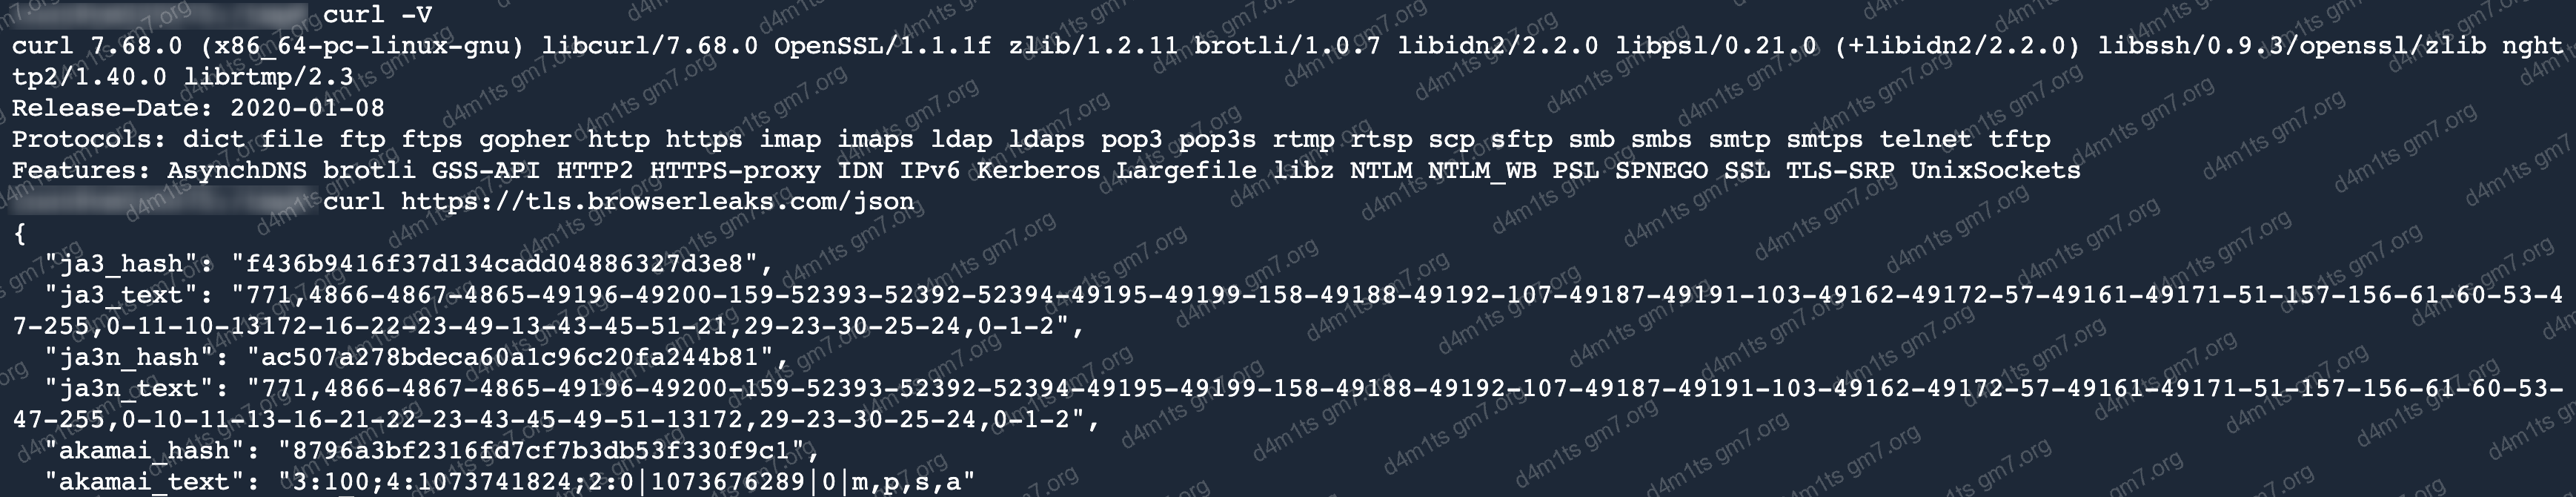 curl -V
curl 7.68.0 (x86_64-pc-linux-gnu) libcurl/7.68.0 OpenSSL/1.1.1f zlib/1.2.11 brotli/1.0.7 libidn2/2.2.0 libpsl/0.21.0 (+libidn2/2.2.0) libssh/0.9.3/openssl/zlib nght
tp2/1.40.0 librtmp/2.3
Release-Date: 2020-01-08
Protocols: dict file ftp ftps gopher http https imap imaps ldap ldaps pop3 pop3s rtmp rtsp scp sftp smb smbs smtp smtps telnet tftp
Features: AsynchDNS brotli GSS-API HTTP2 HTTPS-proxy IDN IPv6 Kerberos Largefile libz NTLM NTLM_WB PSL SPNEGO SSL TLS-SRP UnixSockets
curl https://tls.browserleaks.com/json
{
"ja3_hash": "f436b9416f37d134cadd04886327d3e8",
"ja3_text": "771,4866-4867-4865-49196-49200-159-52393-52392-52394-49195-49199-158-49188-49192-107-49187-49191-103-49162-49172-57-49161-49171-51-157-156-61-60-53-4
7-255,0-11-10-13172-16-22-23-49-13-43-45-51-21,29-23-30-25-24,0-1-2",
"ja3n_hash": "ac507a278bdeca60a1c96c20fa244b81",
"ja3n_text": "771,4866-4867-4865-49196-49200-159-52393-52392-52394-49195-49199-158-49188-49192-107-49187-49191-103-49162-49172-57-49161-49171-51-157-156-61-60-53-
47-255,0-10-11-13-16-21-22-23-43-45-49-51-13172,29-23-30-25-24,0-1-2",
"akamai_hash": "8796a3bf2316fd7cf7b3db53f330f9c1",
"akamai_text": "3:100;4:1073741824;2:0|1073676289|0|m,p,s,a"
d4m1ts gm7.org